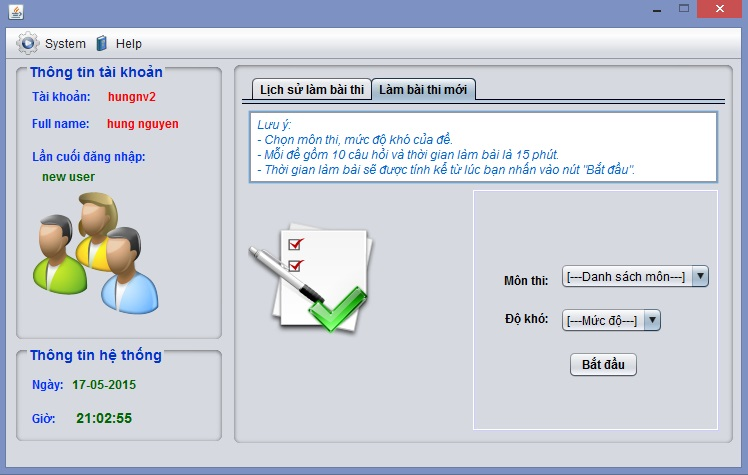 System Help
Thông tin tài khoản
Tài khoản: hungnv2
Full name: hung nguyen
Lần cuối đăng nhập:
new user
Thông tin hệ thống
Ngày: 17-05-2015
Giờ: 21:02:55
Lịch sử làm bài thi Làm bài thi mới
Lưu ý:
- Chọn môn thi, mức độ khó của đề.
- Mỗi đề gồm 10 câu hỏi và thời gian làm bài là 15 phút.
- Thời gian làm bài sẽ được tính kể từ lúc bạn nhấn vào nút "Bắt đầu".
Môn thi: [---Danh sách môn---]
Độ khó: [---Mức độ---]
Bắt đầu